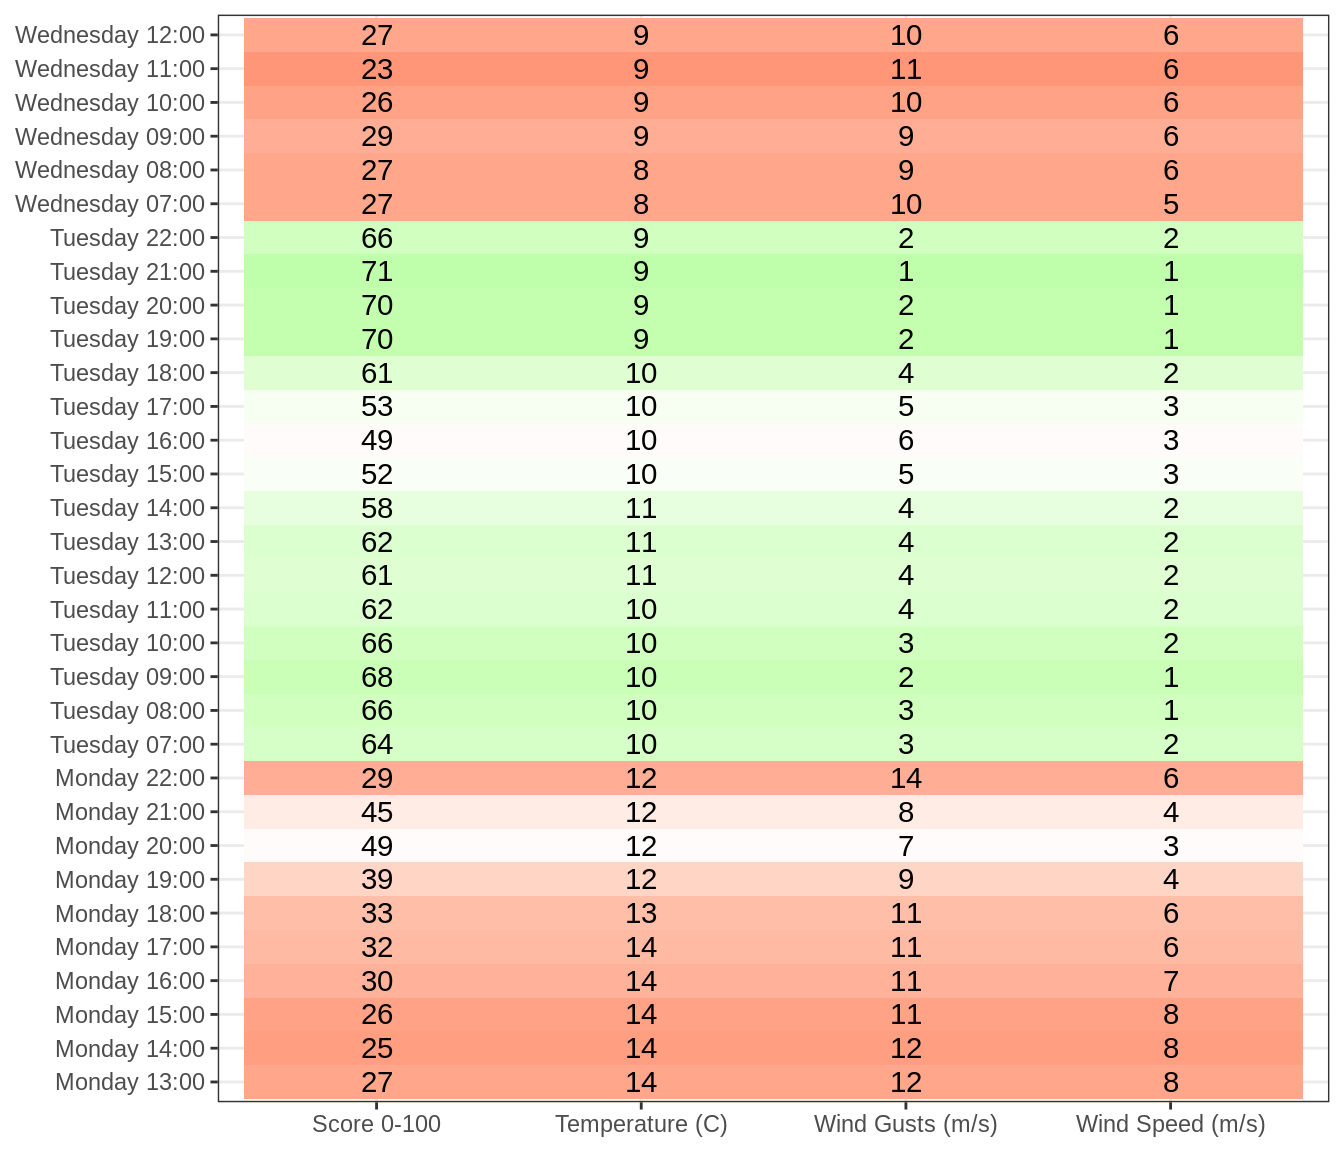 Wednesday 12:00 27 9 10 6
Wednesday 11:00 23 9 11 6
Wednesday 10:00 26 9 10 6
Wednesday 09:00 29 9 9 6
Wednesday 08:00 27 8 9 6
Wednesday 07:00 27 8 10 5
Tuesday 22:00 66 9 2 2
Tuesday 21:00 71 9 1 1
Tuesday 20:00 70 9 2 1
Tuesday 19:00 70 9 2 1
Tuesday 18:00 61 10 4 2
Tuesday 17:00 53 10 5 3
Tuesday 16:00 49 10 6 3
Tuesday 15:00 52 10 5 3
Tuesday 14:00 58 11 4 2
Tuesday 13:00 62 11 4 2
Tuesday 12:00 61 11 4 2
Tuesday 11:00 62 10 4 2
Tuesday 10:00 66 10 3 2
Tuesday 09:00 68 10 2 1
Tuesday 08:00 66 10 3 1
Tuesday 07:00 64 10 3 2
Monday 22:00 29 12 14 6
Monday 21:00 45 12 8 4
Monday 20:00 49 12 7 3
Monday 19:00 39 12 9 4
Monday 18:00 33 13 11 6
Monday 17:00 32 14 11 6
Monday 16:00 30 14 11 7
Monday 15:00 26 14 11 8
Monday 14:00 25 14 12 8
Monday 13:00 27 14 12 8
Score 0-100 Temperature (C) Wind Gusts (m/s) Wind Speed (m/s)